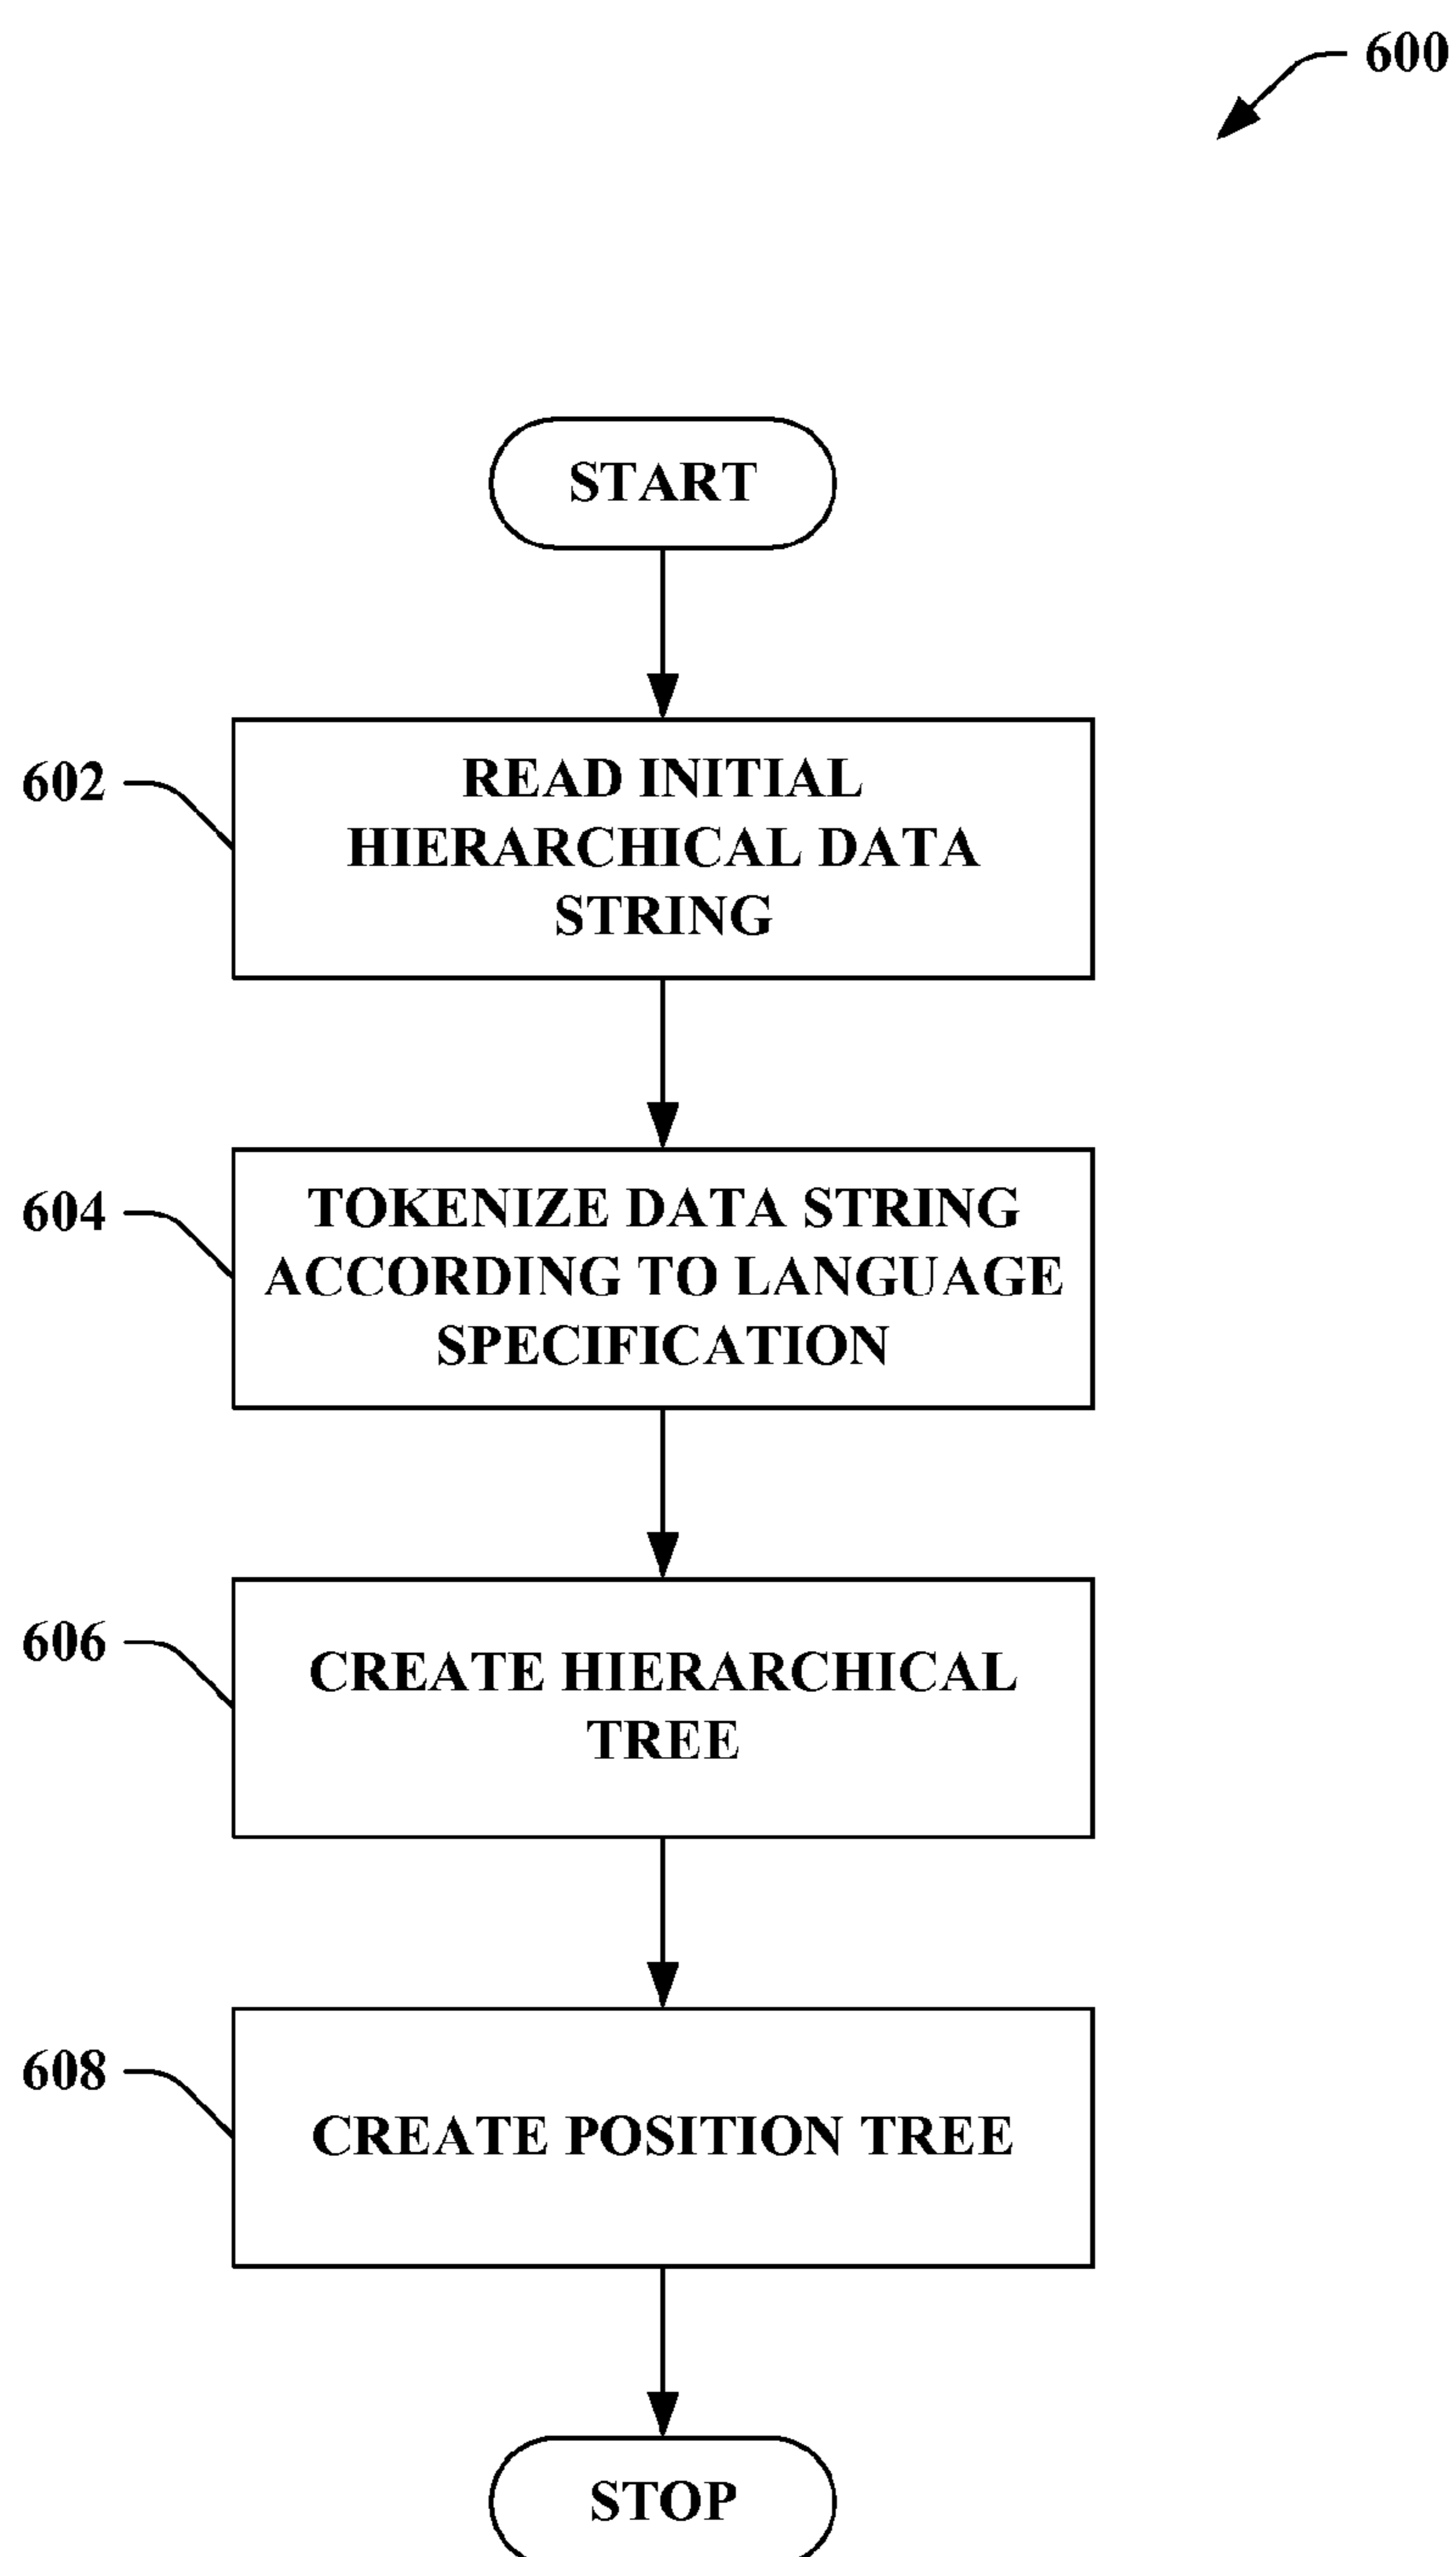 600
START
602
READ INITIAL
HIERARCHICAL DATA
STRING
604
TOKENIZE DATA STRING
ACCORDING TO LANGUAGE
SPECIFICATION
606
CREATE HIERARCHICAL
TREE
608
CREATE POSITION TREE
STOP